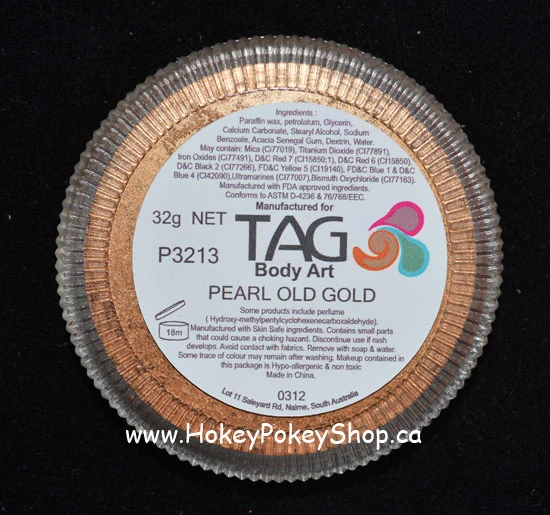 Ingredients :
Paraffin wax, petrolatum, Glycerin,
Calcium Carbonate, Stearyl Alcohol, Sodium
Benzoate, Acacia Senegal Gum, Dextrin, Water.
May contain: Mica (CI77019), Titanium Dioxide (CI77891),
Iron Oxides (CI77491), D&C Red 7 (CI15850;1), D&C Red 6 (CI15850),
D&C Black 2 (CI77266), FD&C Yellow 5 (CI19140), FD&C Blue 1 & D&C
Blue 4 (CI42090),Ultramarines (CI77007),Bismuth Oxychloride (CI77163).
Manufactured with FDA approved ingredients.
Conforms to ASTM D-4236 & 76/768/EEC.
Manufactured for
32g NET
TAG
P3213
Body Art
PEARL OLD GOLD
Some products include perfume
( Hydroxy-methylpentylcyclohexenecarboxaldehyde).
Manufactured with Skin Safe ingredients. Contains small parts
that could cause a choking hazard. Discontinue use if rash
develops. Avoid contact with fabrics. Remove with soap & water.
Some trace of colour may remain after washing. Makeup contained in
this package is Hypo-allergenic & non toxic
Made in China.
18m
0312
Lot 11 Saleyard Rd, Nairne, South Australia
www.HokeyPokeyShop.ca